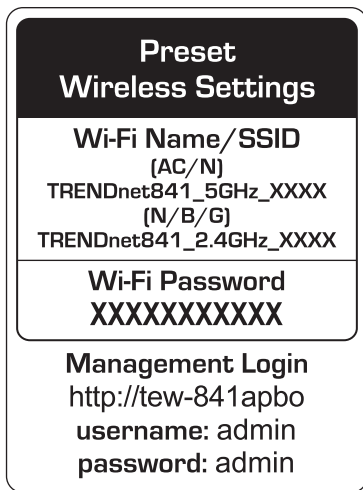 Preset
Wireless Settings
Wi-Fi Name/SSID
(AC/N)
TRENDnet841_5GHz_XXXX
(N/B/G)
TRENDnet841_2.4GHz_XXXX
Wi-Fi Password
XXXXXXXXXXX
Management Login
http://tew-841apbo
username: admin
password: admin